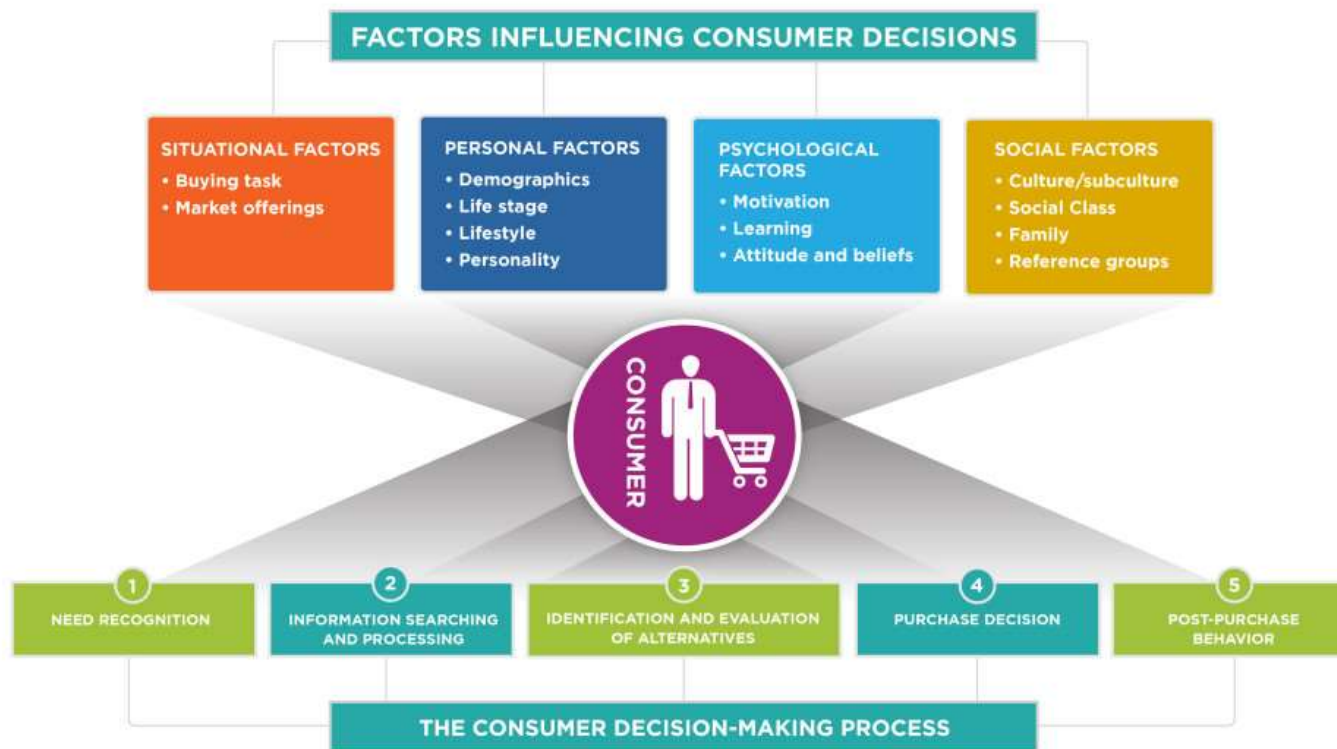 FACTORS INFLUENCING CONSUMER DECISIONS
SITUATIONAL FACTORS
• Buying task
• Market offerings
PERSONAL FACTORS
• Demographics
• Life stage
• Lifestyle
• Personality
PSYCHOLOGICAL
FACTORS
• Motivation
• Learning
• Attitude and beliefs
SOCIAL FACTORS
• Culture/subculture
• Social Class
• Family
• Reference groups
CONSUMER
1
NEED RECOGNITION
2
INFORMATION SEARCHING
AND PROCESSING
3
IDENTIFICATION AND EVALUATION
OF ALTERNATIVES
4
PURCHASE DECISION
5
POST-PURCHASE
BEHAVIOR
THE CONSUMER DECISION-MAKING PROCESS